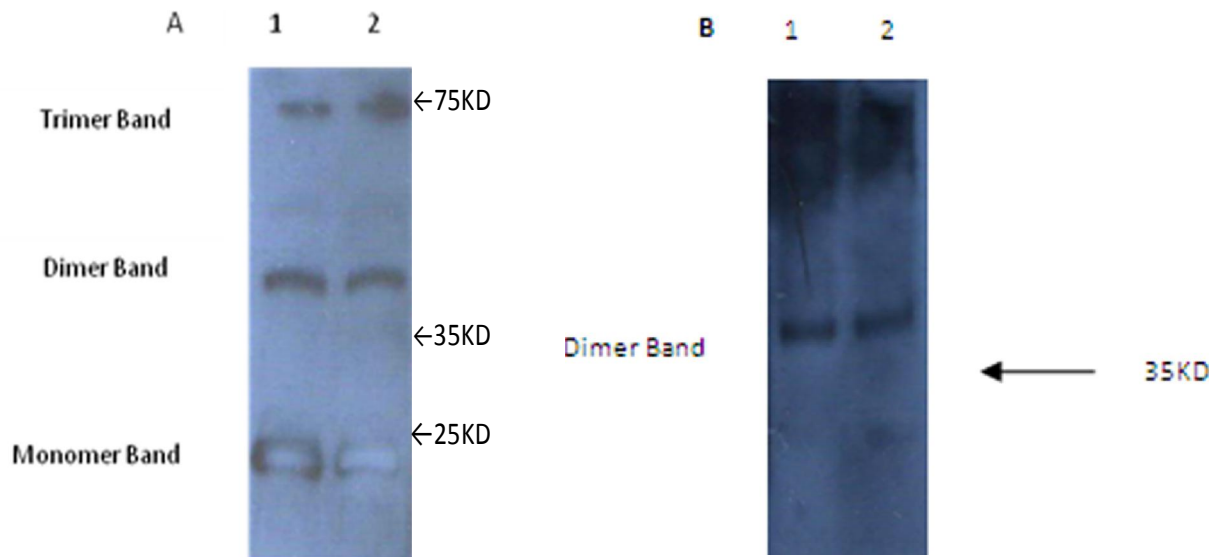 A 1 2
←75KD
Trimer Band
Dimer Band
←35KD
←25KD
Monomer Band
B 1 2
Dimer Band
35KD